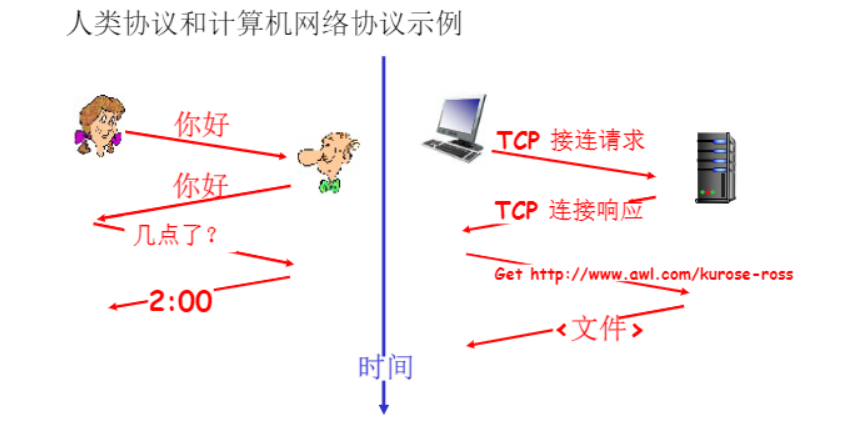 人类协议和计算机网络协议示例
你好
你好
几点了？
2:00
TCP 接连请求
TCP 连接响应
Get http://www.awl.com/kurose-ross
<文件>
时间